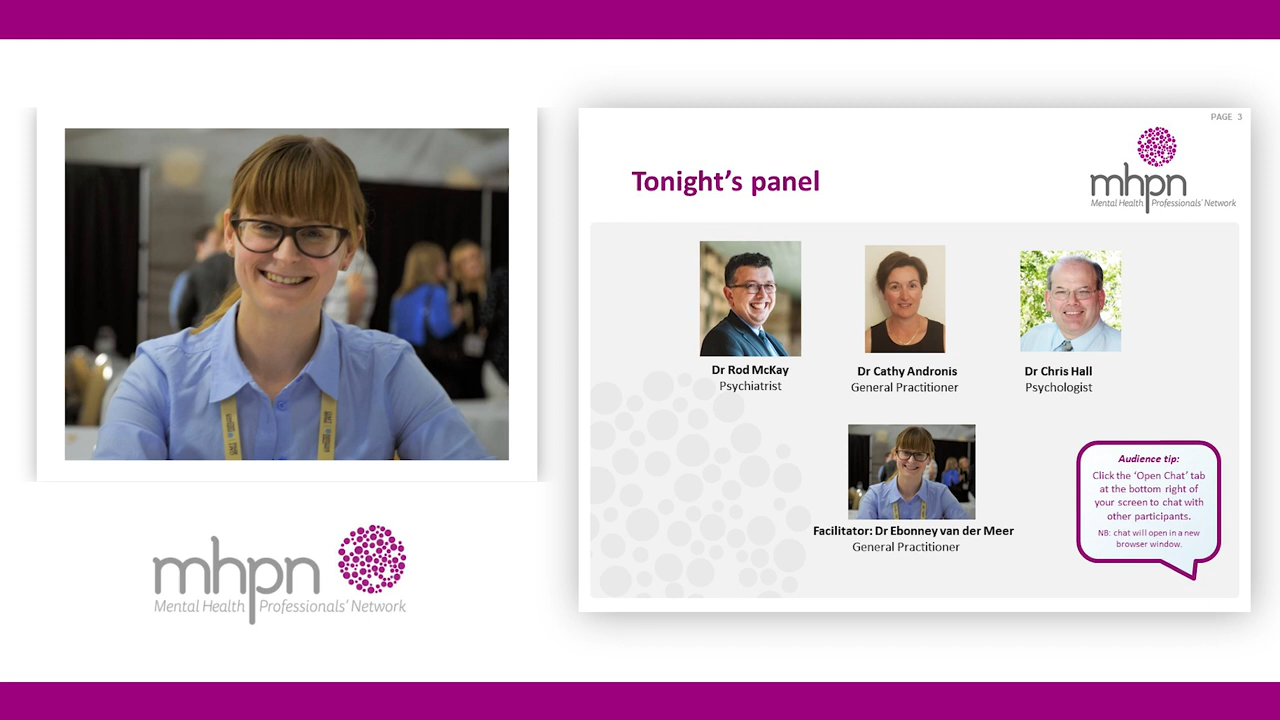 mhpn
Mental Health Professionals' Network
PAGE 3
Tonight's panel
mhpn
Mental Health Professionals' Network
Dr Rod McKay
Psychiatrist
Dr Cathy Andronis
General Practitioner
Dr Chris Hall
Psychologist
Facilitator: Dr Ebonney van der Meer
General Practitioner
Audience tip:
Click the 'Open Chat' tab
at the bottom right of
your screen to chat with
other participants.
NB: chat will open in a new
browser window.